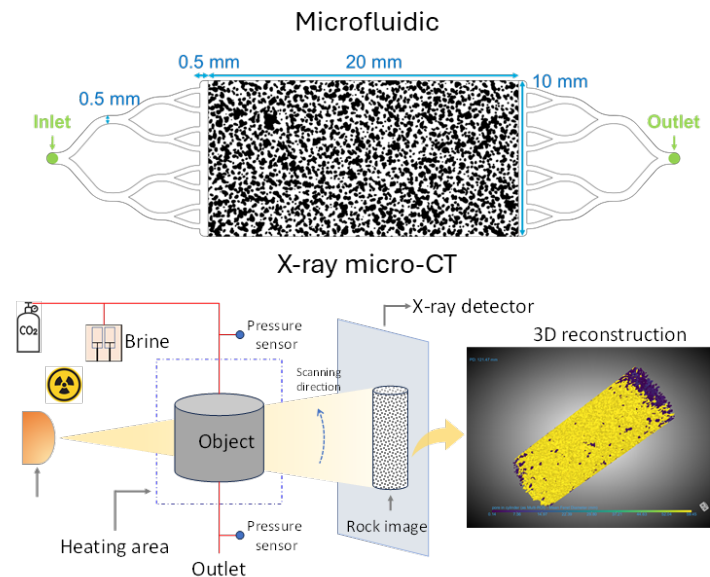 Microfluidic
0.5 mm
20 mm
10 mm
0.5 mm
Inlet
Outlet
X-ray micro-CT
CO2
Brine
Pressure
sensor
X-ray detector
3D reconstruction
Scanning
direction
Object
Heating area
Pressure
sensor
Rock image
Outlet